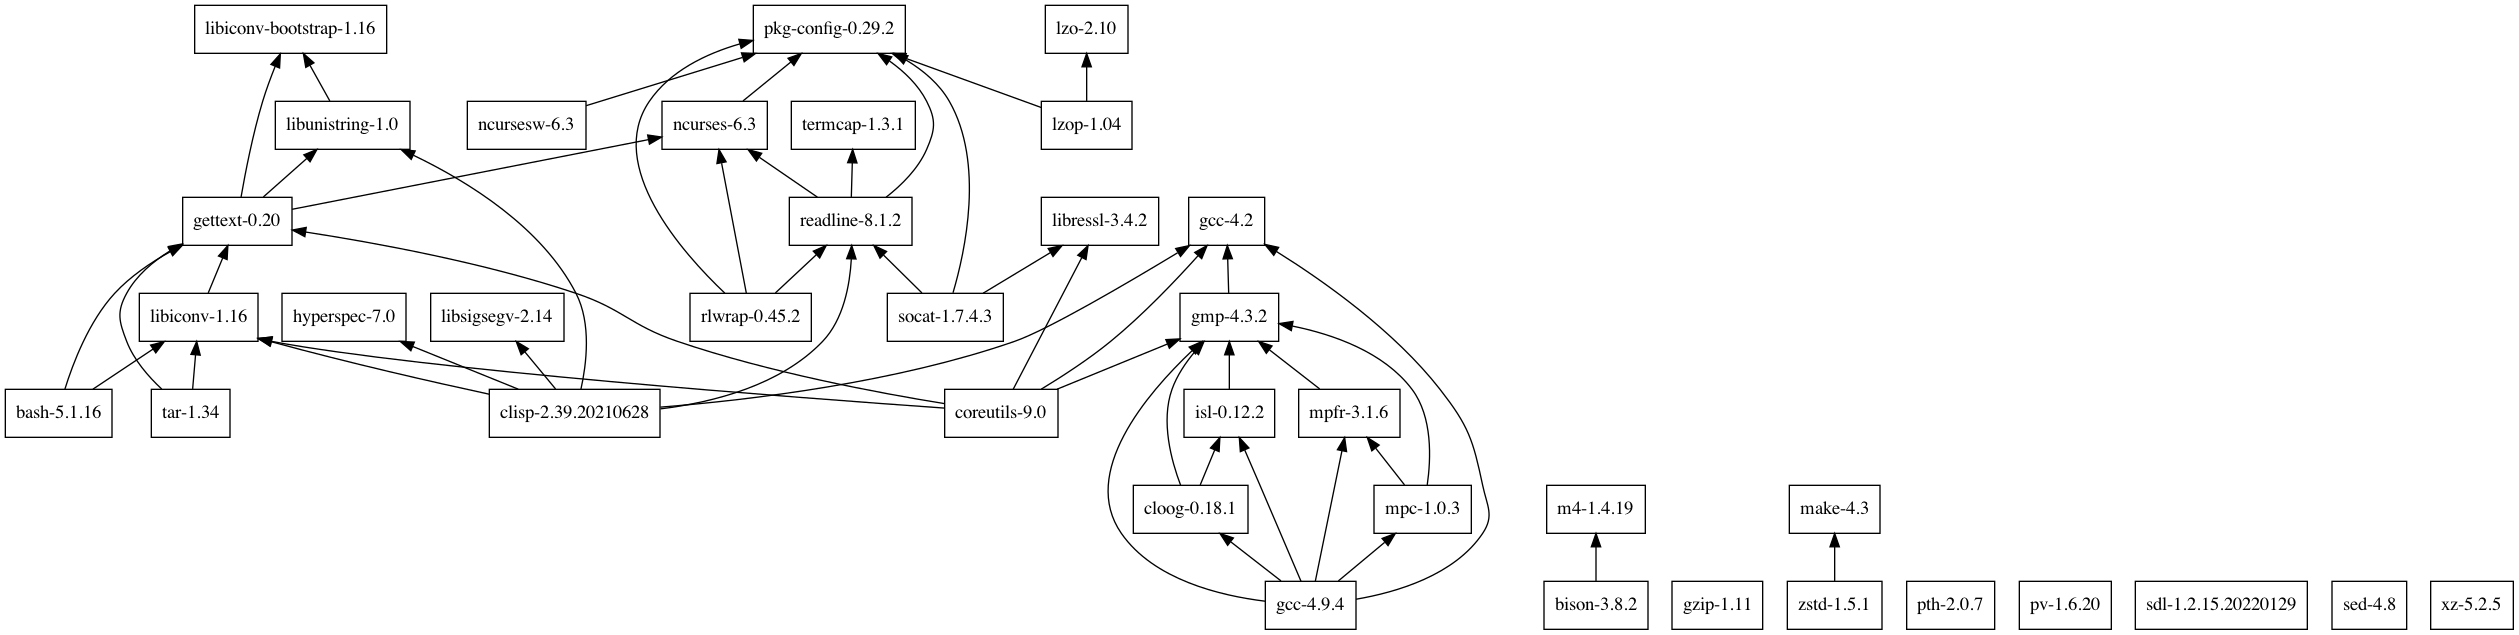 libiconv-bootstrap-1.16
pkg-config-0.29.2
lzo-2.10
libunistring-1.0
ncursesw-6.3
ncurses-6.3
termcap-1.3.1
lzop-1.04
gettext-0.20
readline-8.1.2
libressl-3.4.2
gcc-4.2
libiconv-1.16
hyperspec-7.0
libsigsegv-2.14
rlwrap-0.45.2
socat-1.7.4.3
gmp-4.3.2
bash-5.1.16
tar-1.34
clisp-2.39.20210628
coreutils-9.0
isl-0.12.2
mpfr-3.1.6
cloog-0.18.1
mpc-1.0.3
m4-1.4.19
make-4.3
gcc-4.9.4
bison-3.8.2
gzip-1.11
zstd-1.5.1
pth-2.0.7
pv-1.6.20
sdl-1.2.15.20220129
sed-4.8
xz-5.2.5